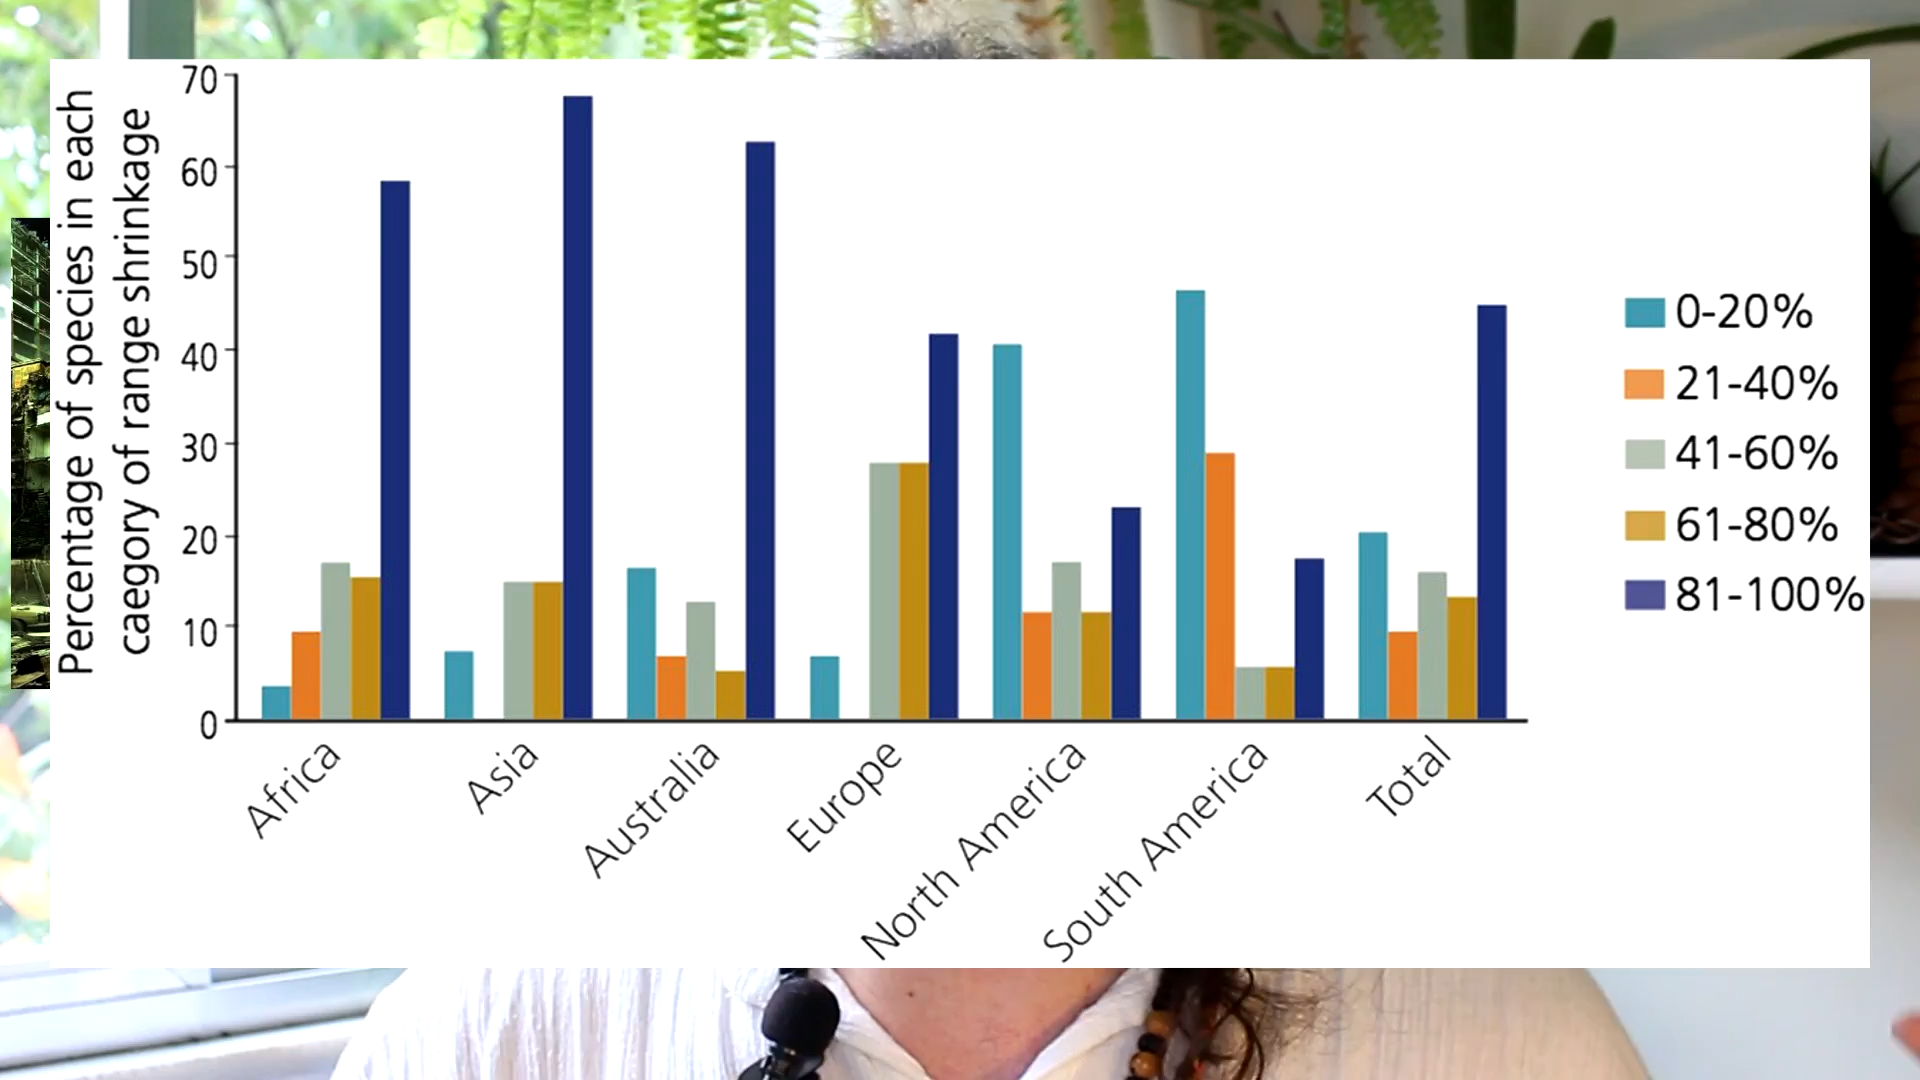 Percentage of species in each
caegory of range shrinkage
70
60
50
40
30
20
10
0
Africa
Asia
Australia
Europe
North America
South America
Total
0-20%
21-40%
41-60%
61-80%
81-100%